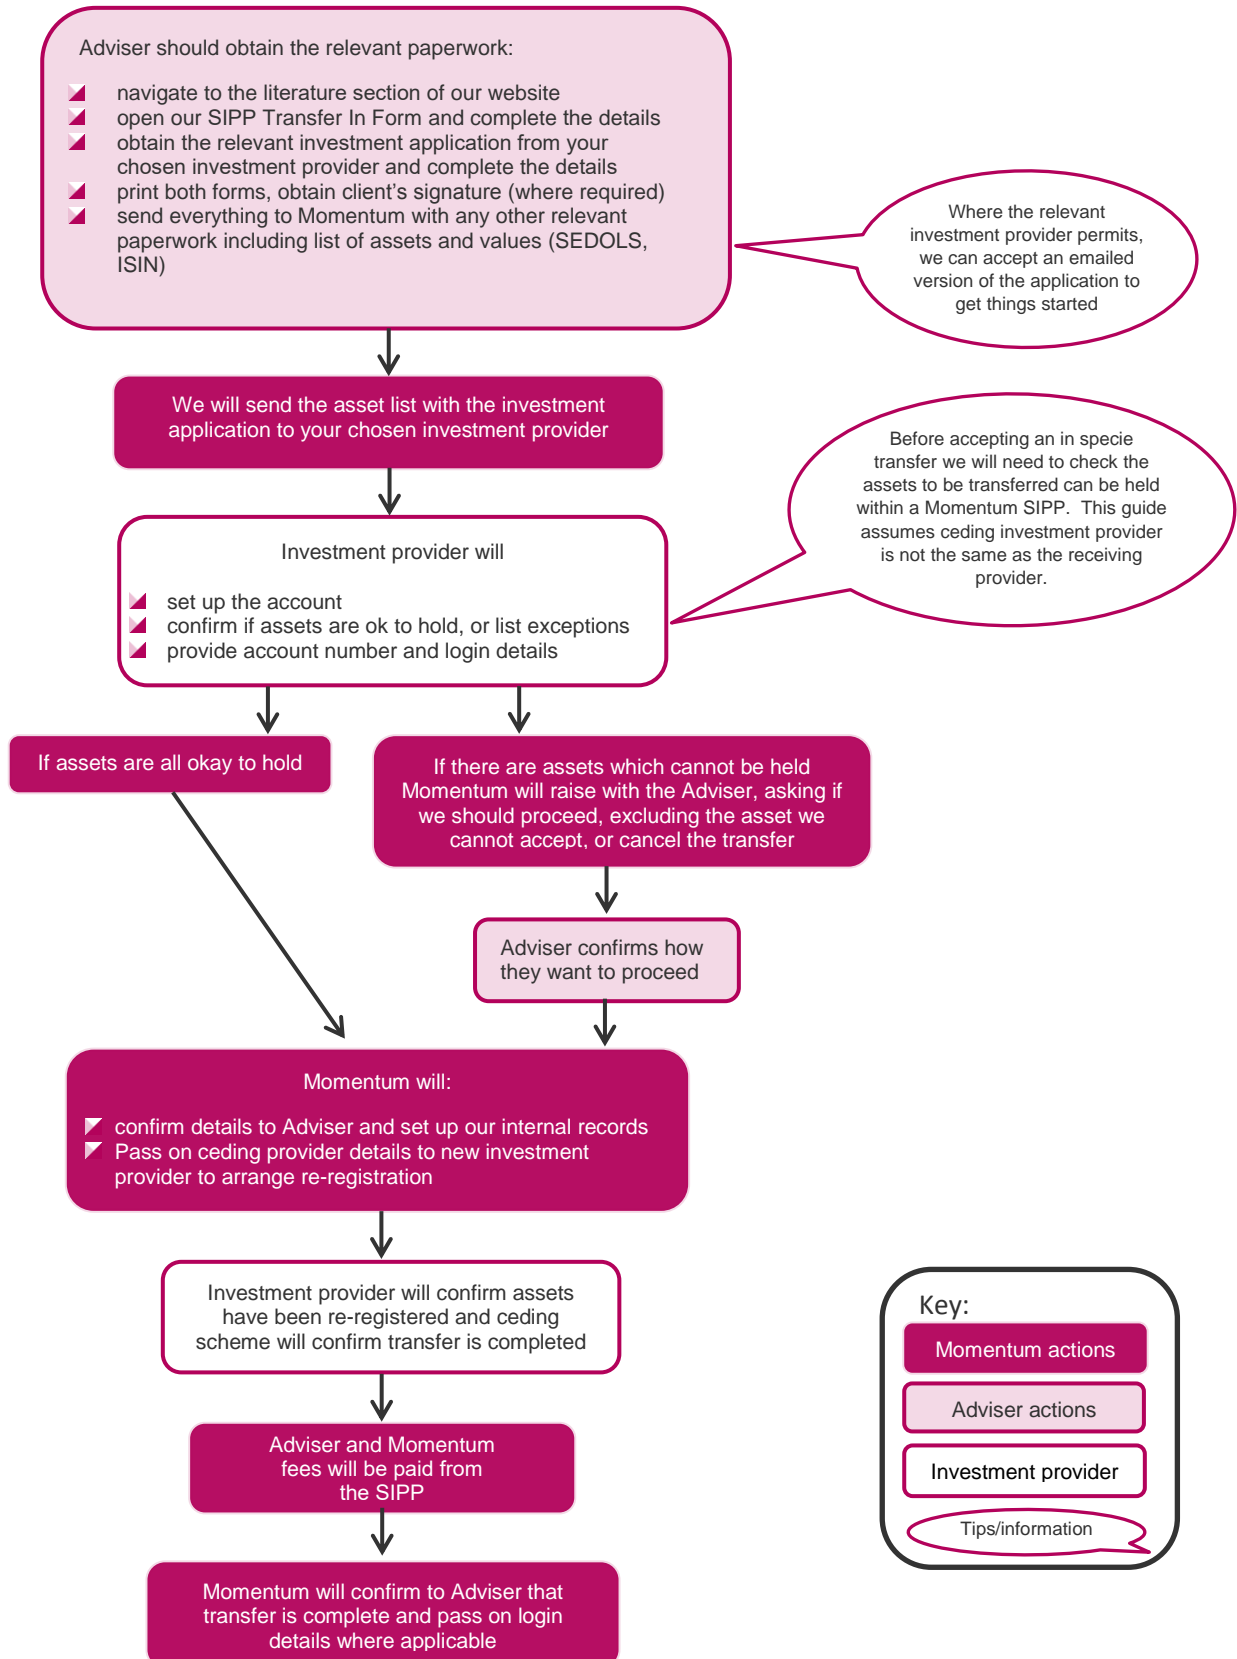 Adviser should obtain the relevant paperwork:
navigate to the literature section of our website
open our SIPP Transfer In Form and complete the details
obtain the relevant investment application from your
chosen investment provider and complete the details
print both forms, obtain client's signature (where required)
send everything to Momentum with any other relevant
paperwork including list of assets and values (SEDOLS,
ISIN)
Where the relevant
investment provider permits,
we can accept an emailed
version of the application to
get things started
We will send the asset list with the investment
application to your chosen investment provider
Before accepting an in specie
transfer we will need to check the
assets to be transferred can be held
within a Momentum SIPP.  This guide
assumes ceding investment provider
is not the same as the receiving
provider.
Investment provider will
set up the account
confirm if assets are ok to hold, or list exceptions
provide account number and login details
If assets are all okay to hold
If there are assets which cannot be held
Momentum will raise with the Adviser, asking if
we should proceed, excluding the asset we
cannot accept, or cancel the transfer
Adviser confirms how
they want to proceed
Momentum will:
confirm details to Adviser and set up our internal records
Pass on ceding provider details to new investment
provider to arrange re-registration
Investment provider will confirm assets
have been re-registered and ceding
scheme will confirm transfer is completed
Adviser and Momentum
fees will be paid from
the SIPP
Momentum will confirm to Adviser that
transfer is complete and pass on login
details where applicable
Key:
Momentum actions
Adviser actions
Investment provider
Tips/information